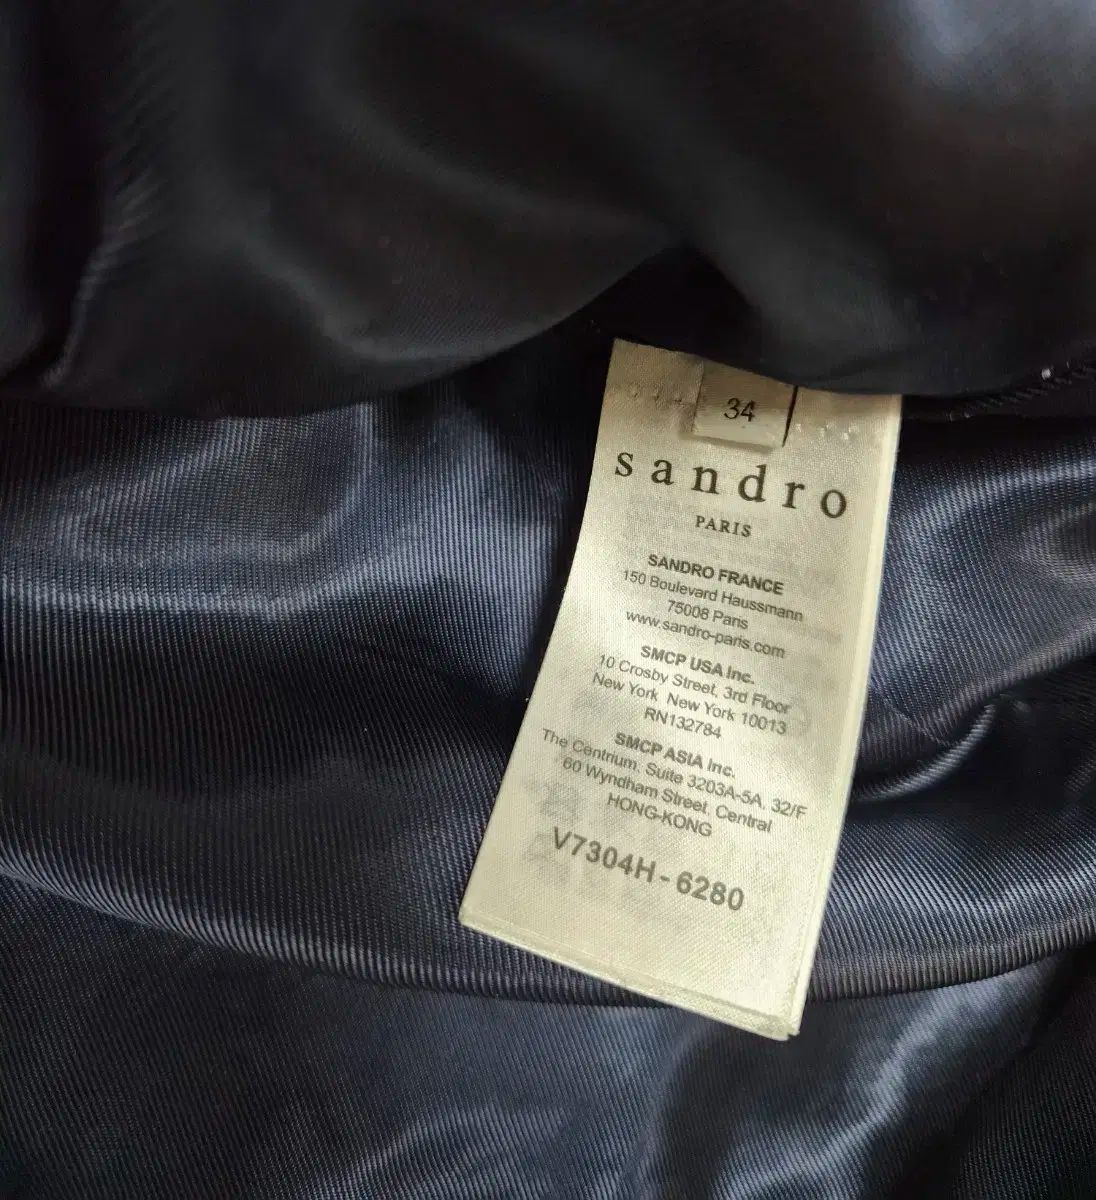 34
sandro
PARIS
SANDRO FRANCE
150 Boulevard Haussmann
75008 Paris
www.sandro-paris.com
SMCP USA Inc.
10 Crosby Street, 3rd Floor
New York New York 10013
RN132784
SMCP ASIA Inc.
The Centrium, Suite 3203A-5A, 32/F
60 Wyndham Street, Central
HONG-KONG
V7304H - 6280